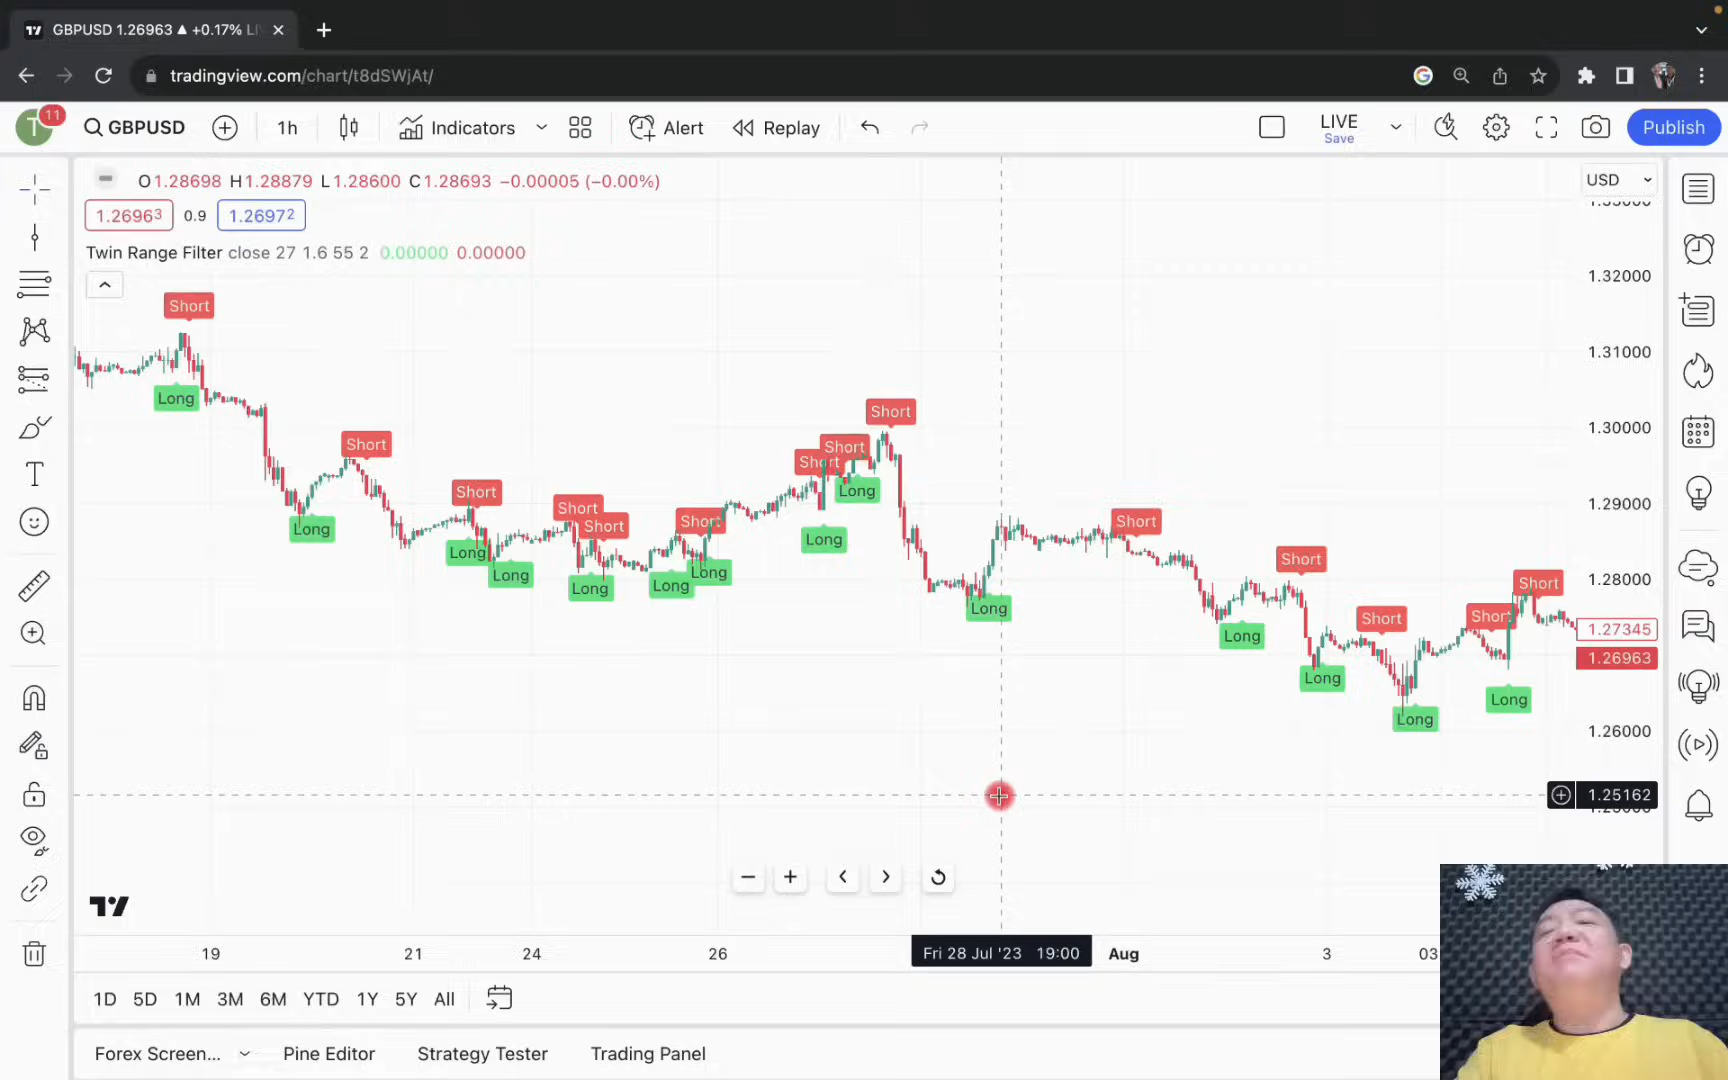 GBPUSD 1.26963 ▲ +0.17% LI
tradingview.com/chart/t8dSWjAt/
T 11 GBPUSD 1h Indicators Alert Replay LIVE Save Publish
O1.28698 H1.28879 L1.28600 C1.28693 −0.00005 (−0.00%)
USD
1.26963 0.9 1.26972
Twin Range Filter close 27 1.6 55 2 0.00000 0.00000
1.32000
Short
1.31000
Long
Short
1.30000
Short
Short
Short
Long
Short
1.29000
Short
Short
Short
Short
Long
Long
Long
Short
Long
Long
Long
Long
Short
1.28000
Short
Long
Long
Short
Short
1.27345
Long
1.26963
Long
Long
Long
1.26000
1.25162
19 21 24 26 Fri 28 Jul '23 19:00 Aug 3 03
1D 5D 1M 3M 6M YTD 1Y 5Y All
Forex Screen... Pine Editor Strategy Tester Trading Panel